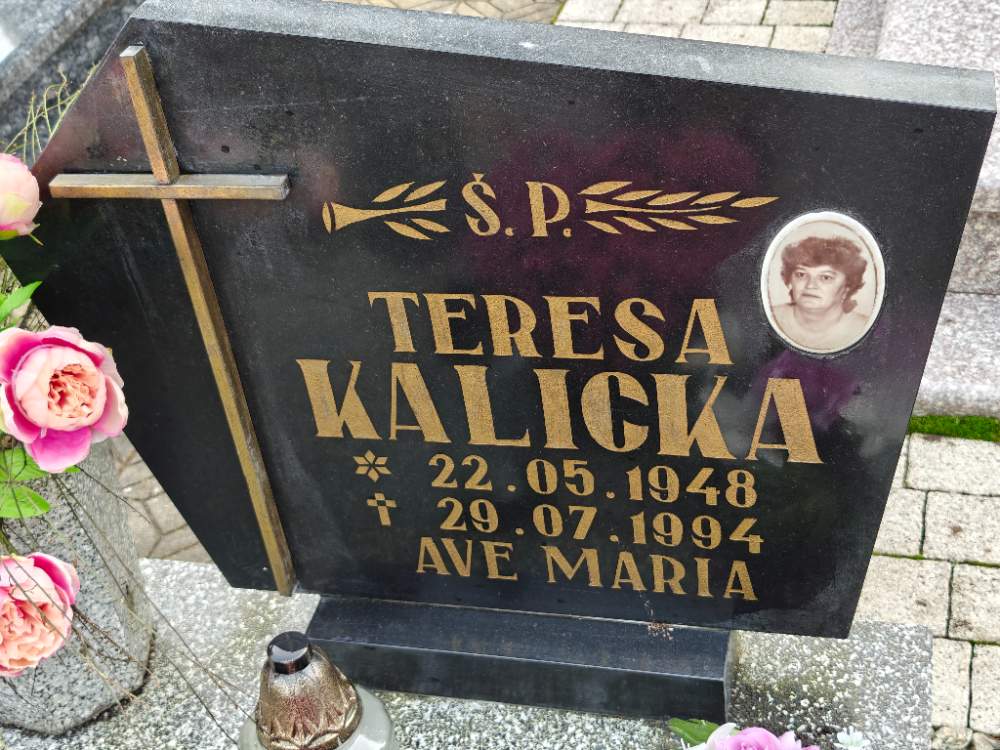 Ś. P.
TERESA
KALICKA
22.05.1948
29.07.1994
AVE MARIA